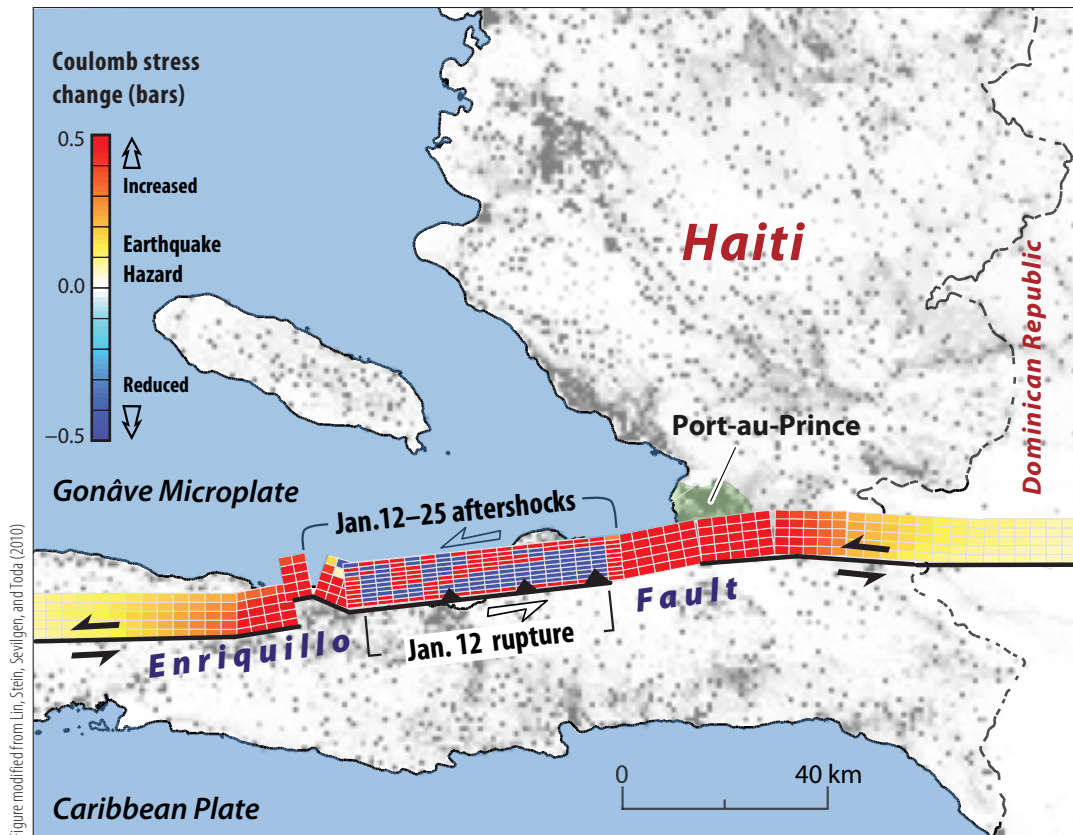 Coulomb stress
change (bars)
0.5
Increased
Earthquake
Hazard
0.0
Reduced
−0.5
Haiti
Dominican Republic
Port-au-Prince
Gonâve Microplate
Jan.12–25 aftershocks
Enriquillo
Fault
Jan. 12 rupture
0
40 km
Caribbean Plate
Figure modified from Lin, Stein, Sevilgen, and Toda (2010)